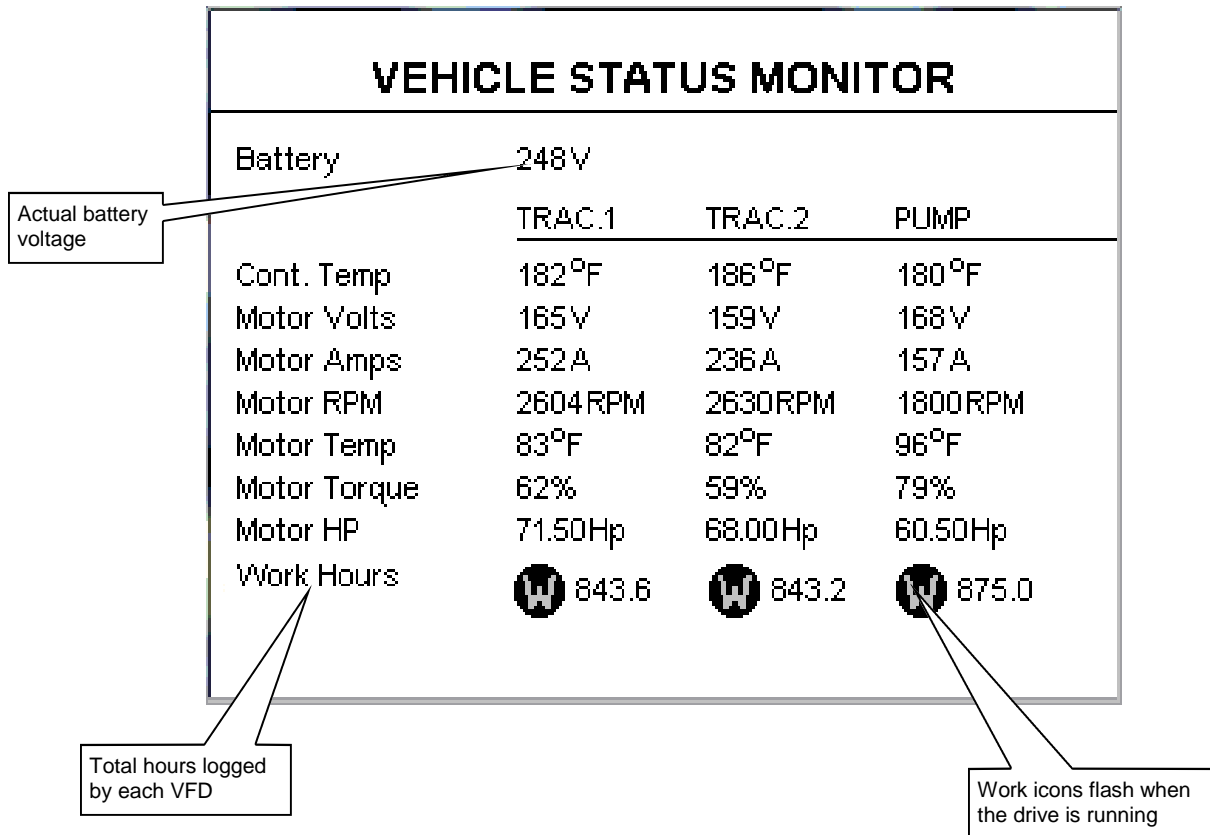 VEHICLE STATUS MONITOR
Battery 248V
Actual battery
voltage
TRAC.1 TRAC.2 PUMP
Cont. Temp 182°F 186°F 180°F
Motor Volts 165V 159V 168V
Motor Amps 252A 236A 157A
Motor RPM 2604RPM 2630RPM 1800RPM
Motor Temp 83°F 82°F 96°F
Motor Torque 62% 59% 79%
Motor HP 71.50Hp 68.00Hp 60.50Hp
Work Hours W 843.6 W 843.2 W 875.0
Total hours logged
by each VFD
Work icons flash when
the drive is running